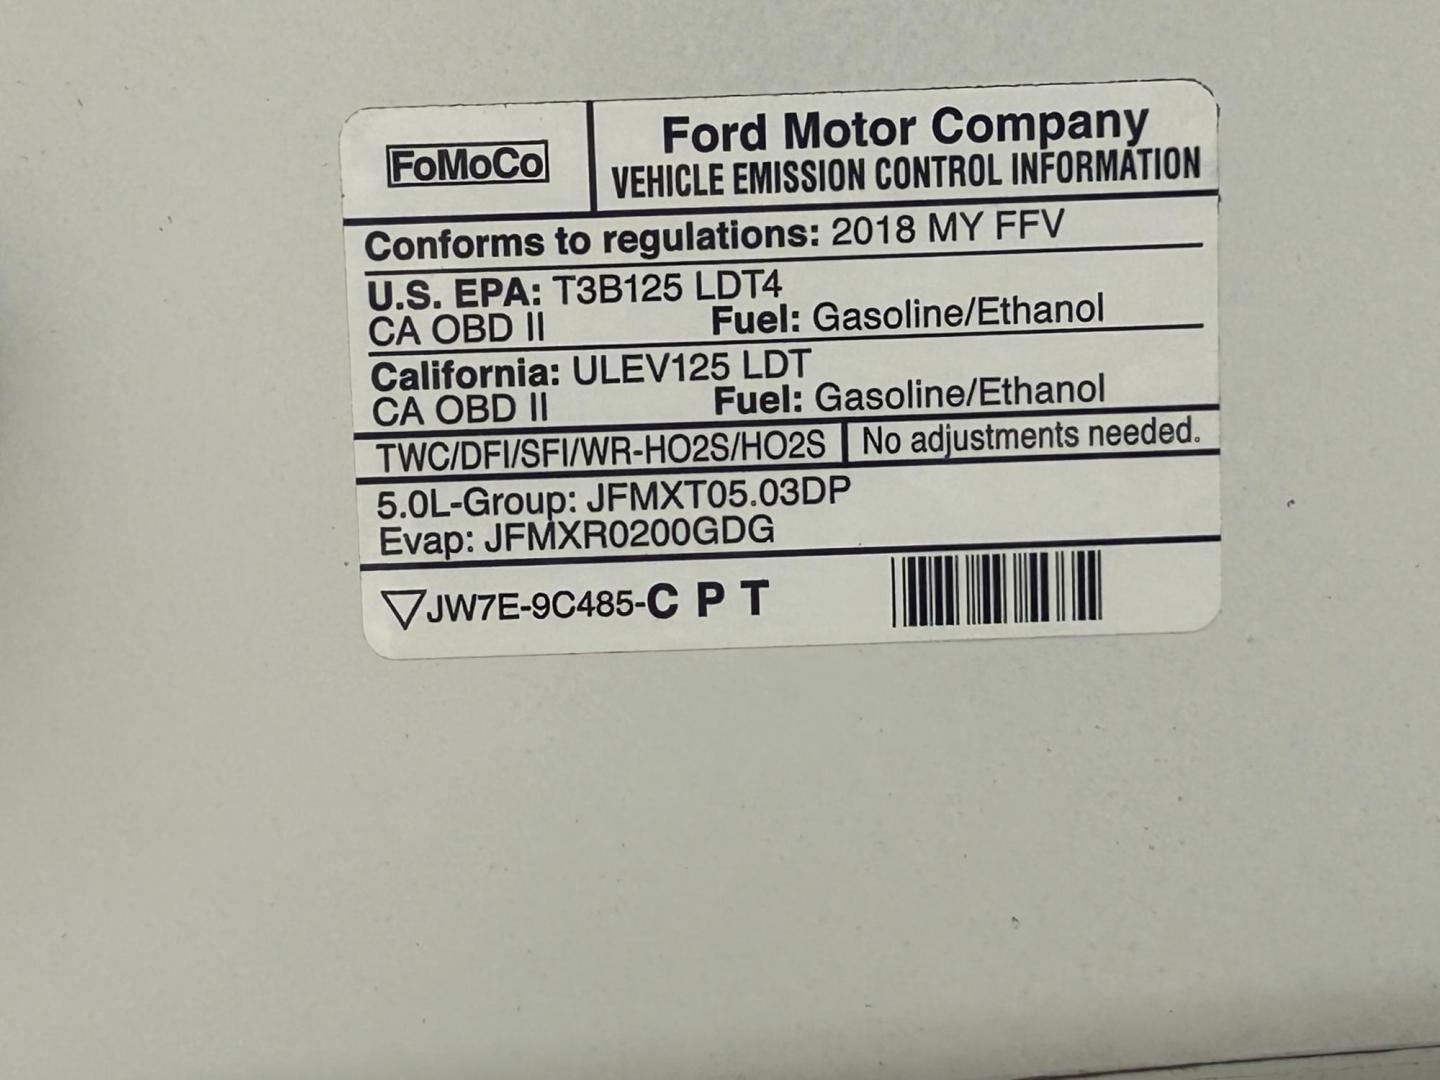 FoMoCo
Ford Motor Company
VEHICLE EMISSION CONTROL INFORMATION
Conforms to regulations: 2018 MY FFV
U.S. EPA: T3B125 LDT4
CA OBD II Fuel: Gasoline/Ethanol
California: ULEV125 LDT
CA OBD II Fuel: Gasoline/Ethanol
TWC/DFI/SFI/WR-HO2S/HO2S No adjustments needed.
5.0L-Group: JFMXT05.03DP
Evap: JFMXR0200GDG
▽JW7E-9C485-C P T